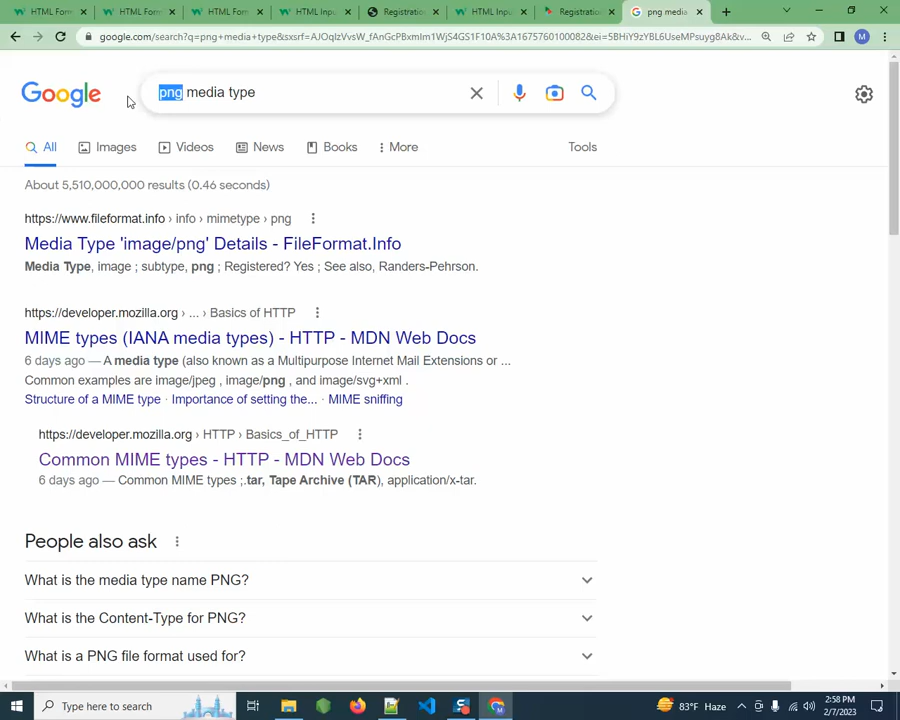 HTML For
HTML For
HTML For
HTML Inpu
Registratio
HTML Inpu
Registratio
png media
google.com/search?q=png+media+type&sxsrf=AJOqlzVvsW_fAnGcPBxmIm1WjS4GS1F10A%3A1675760100082&ei=5BHiY9zYBL6UseMPsuyg8Ak&v...
M
Google
png media type
All
Images
Videos
News
Books
More
Tools
About 5,510,000,000 results (0.46 seconds)
https://www.fileformat.info › info › mimetype › png
Media Type 'image/png' Details - FileFormat.Info
Media Type, image ; subtype, png ; Registered? Yes ; See also, Randers-Pehrson.
https://developer.mozilla.org › ... › Basics of HTTP
MIME types (IANA media types) - HTTP - MDN Web Docs
6 days ago — A media type (also known as a Multipurpose Internet Mail Extensions or ...
Common examples are image/jpeg , image/png , and image/svg+xml .
Structure of a MIME type · Importance of setting the... · MIME sniffing
https://developer.mozilla.org › HTTP › Basics_of_HTTP
Common MIME types - HTTP - MDN Web Docs
6 days ago — Common MIME types ;.tar, Tape Archive (TAR), application/x-tar.
People also ask
What is the media type name PNG?
What is the Content-Type for PNG?
What is a PNG file format used for?
Type here to search
83°F Haze
2:58 PM
2/7/2023